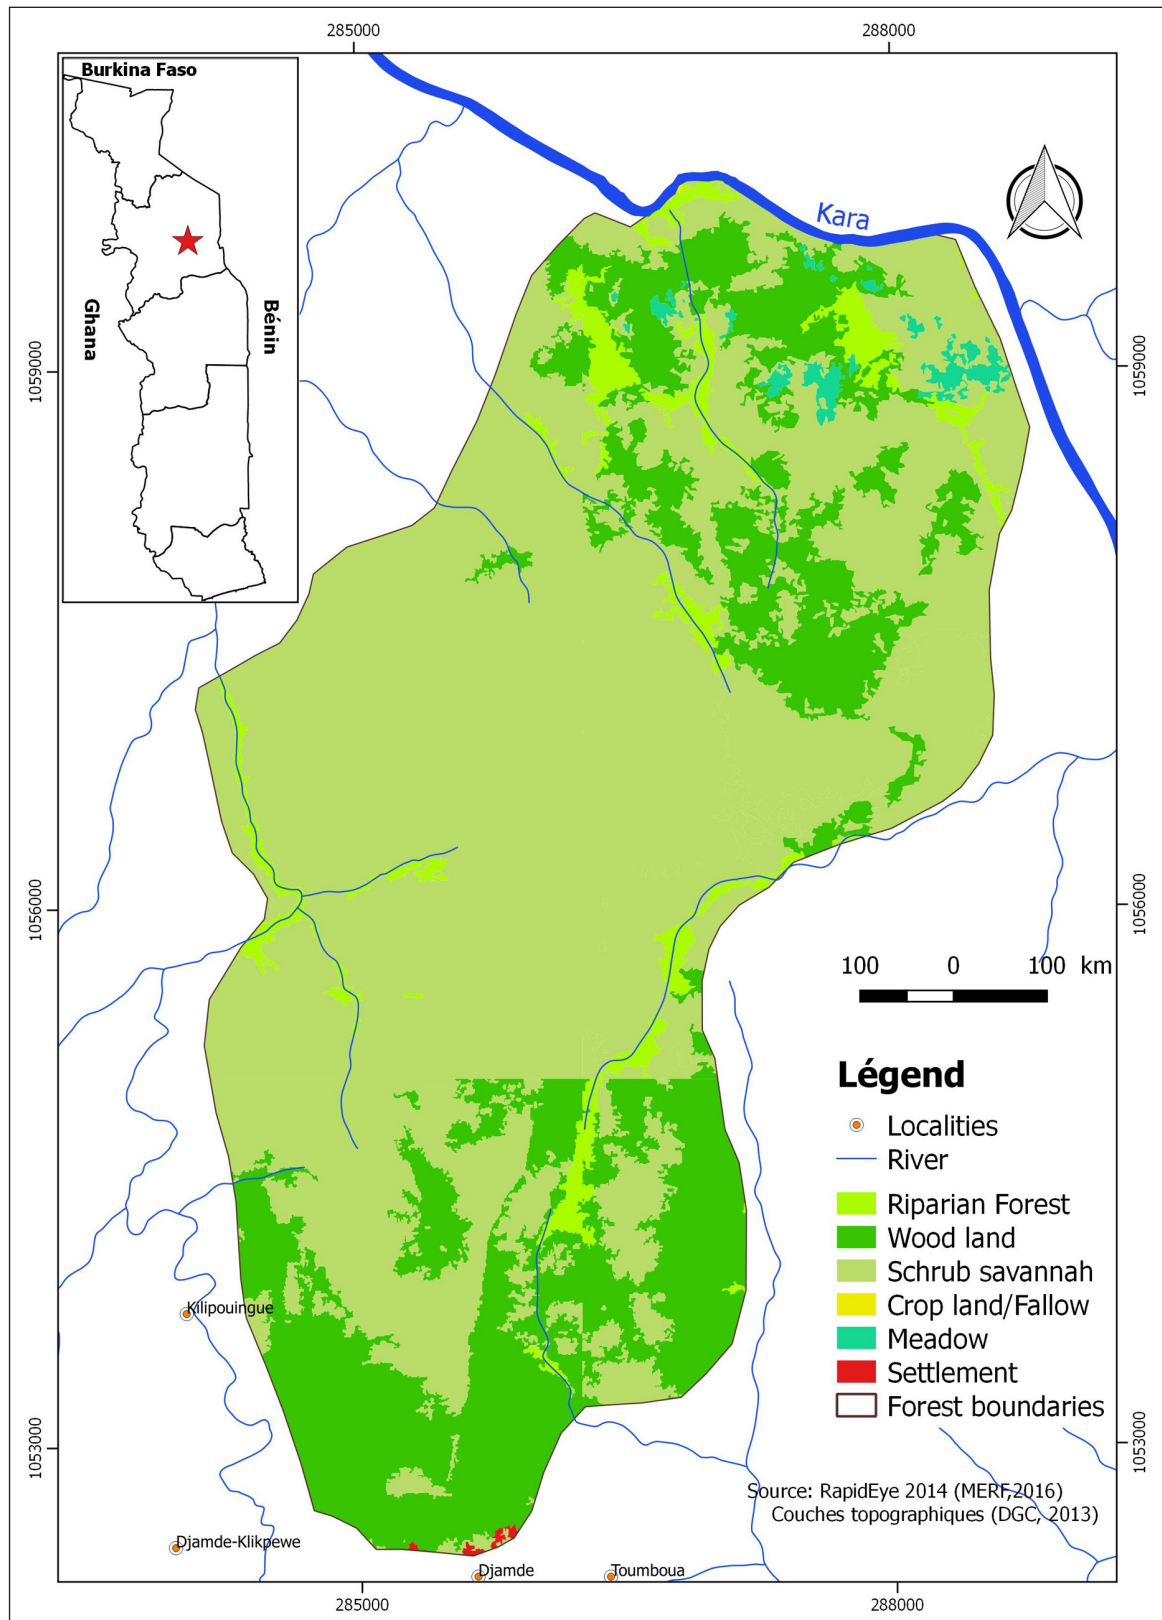 285000
288000
Burkina Faso
Ghana
Bénin
Kara
1059000
1059000
1056000
1056000
100 0 100 km
Légend
Localities
River
Riparian Forest
Wood land
Schrub savannah
Crop land/Fallow
Meadow
Settlement
Forest boundaries
Kilipouingue
1053000
1053000
Source: RapidEye 2014 (MERF,2016)
Couches topographiques (DGC, 2013)
Djamde-Klikpewe
Djamde
Toumboua
285000
288000